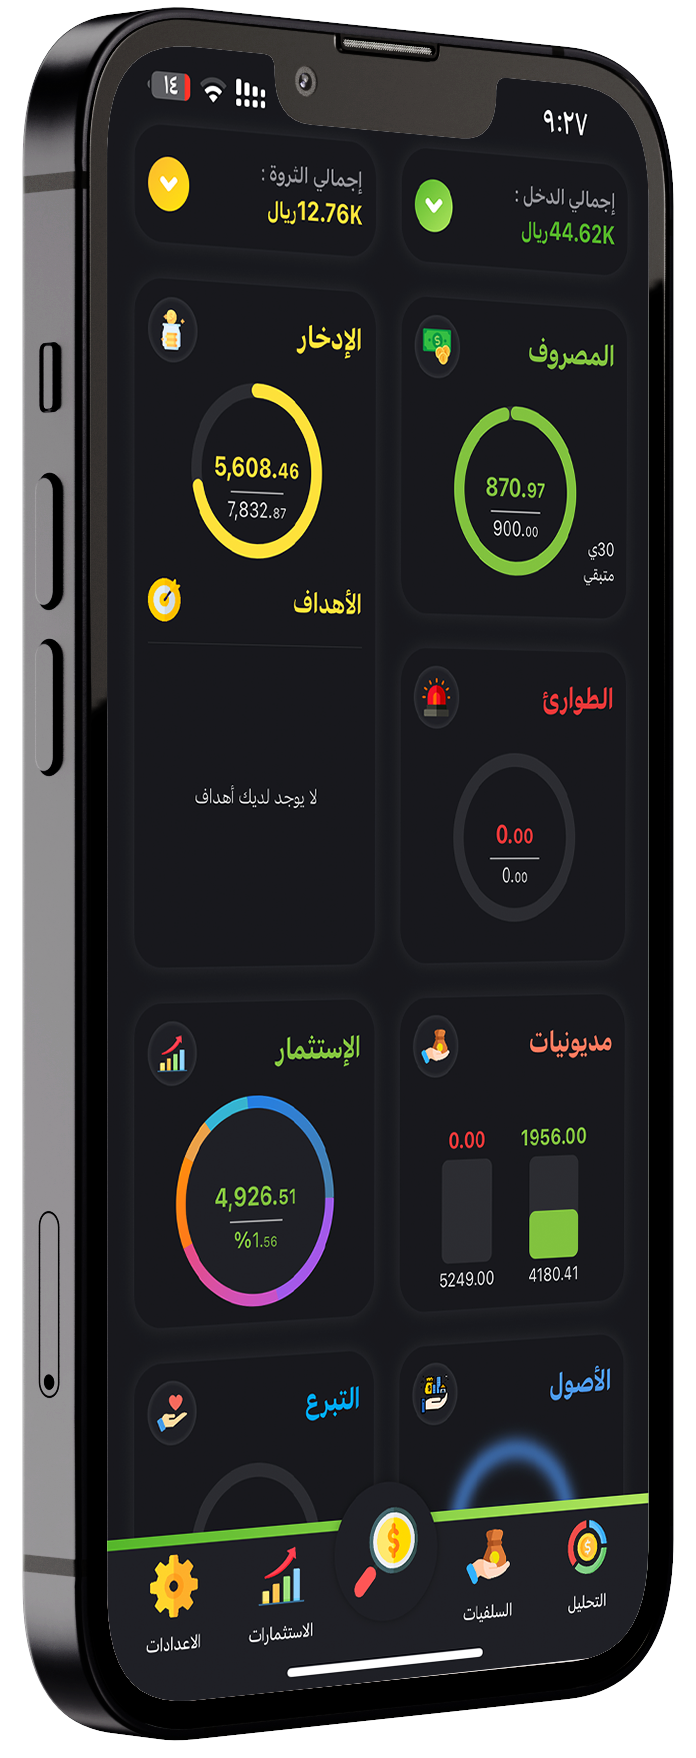 ٩:٢٧
١٤
إجمالي الدخل :
44.62Kريال
إجمالي الثروة :
12.76Kريال
المصروف
870.97
900.00
30ي
متبقي
الإدخار
5,608.46
7,832.87
الأهداف
لا يوجد لديك أهداف
الطوارئ
0.00
0.00
مديونيات
1956.00
0.00
4180.41
5249.00
الإستثمار
4,926.51
%1.56
الأصول
التبرع
التحليل
السلفيات
الاستثمارات
الاعدادات